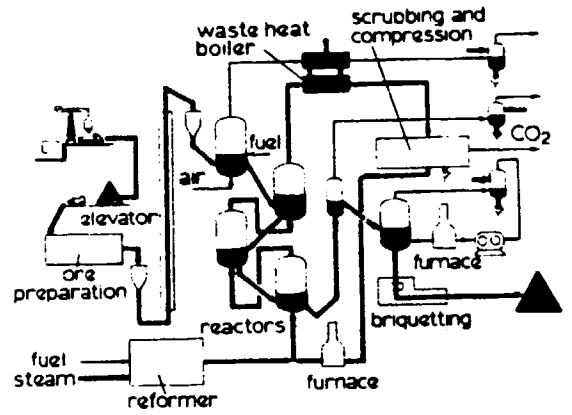 scrubbing and
compression
waste heat
boiler
fuel
air
CO2
elevator
ore
preparation
furnace
reactors
briquetting
fuel
steam
reformer
furnace